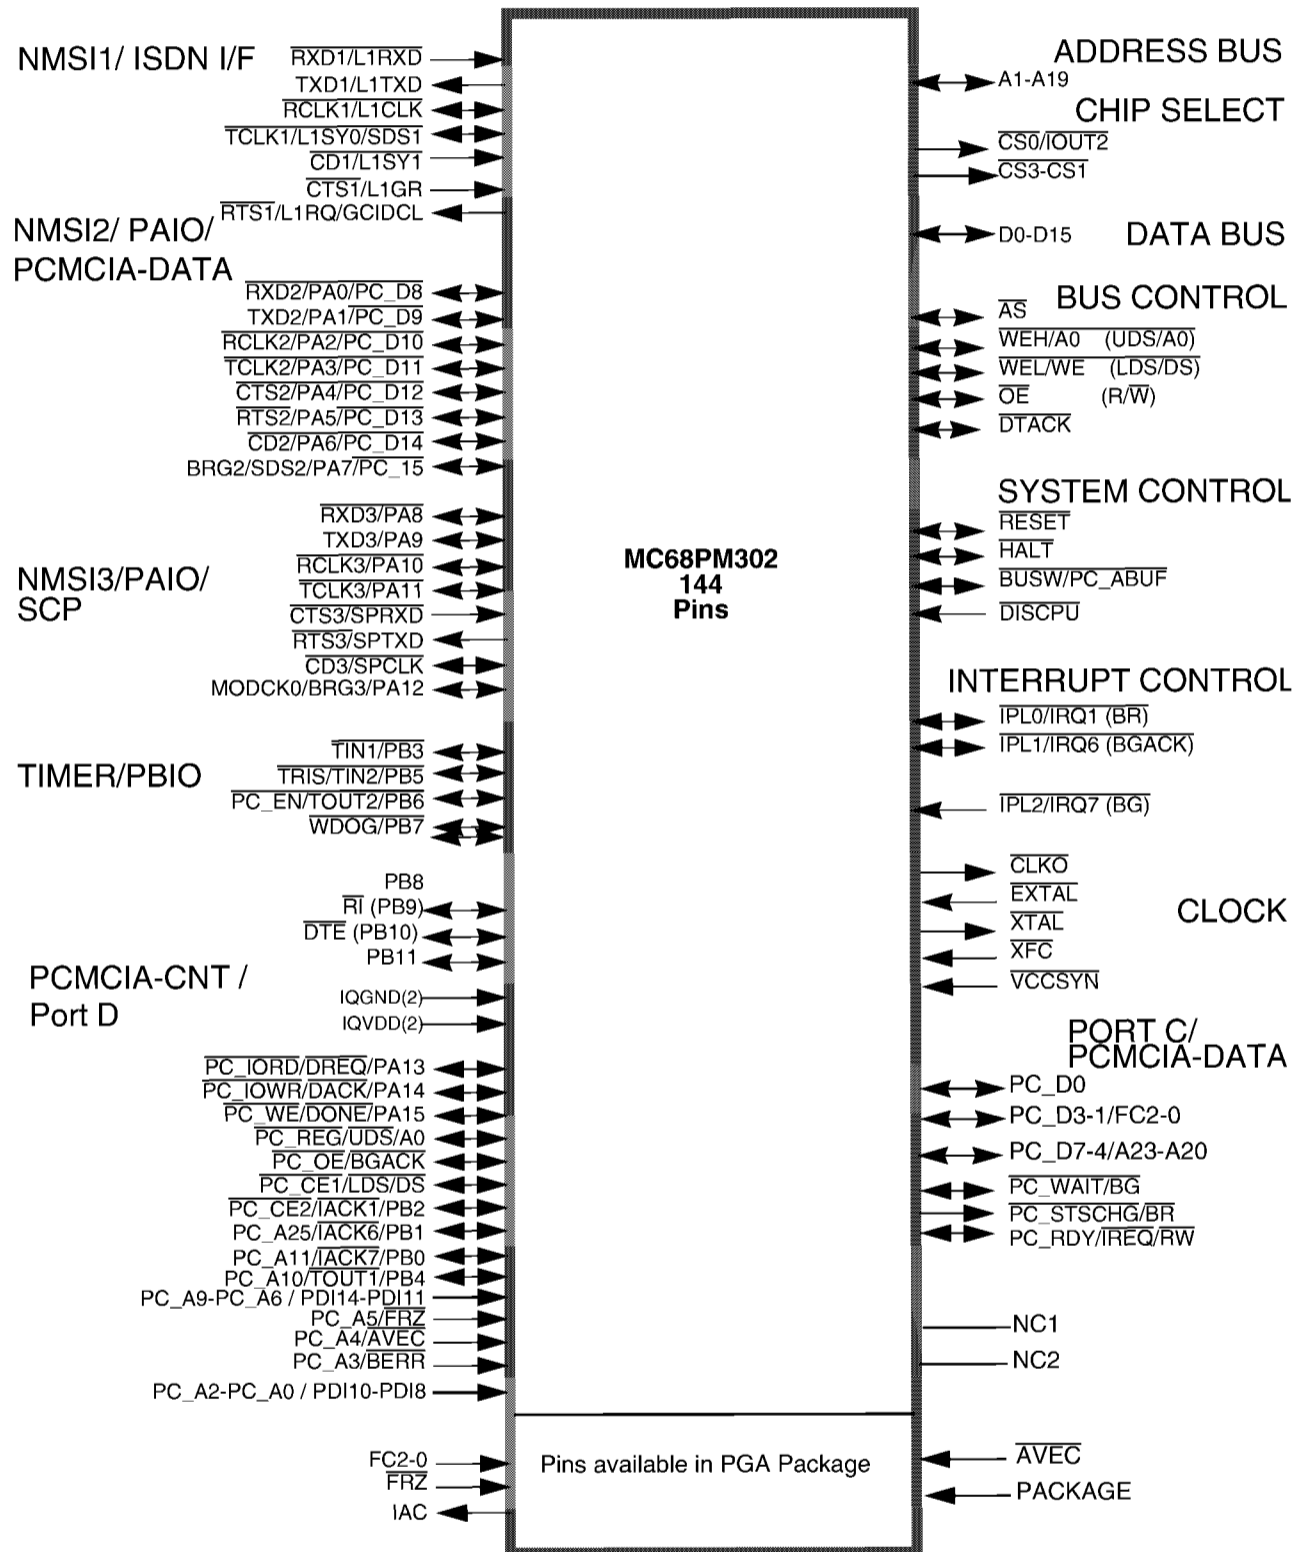 NMSI1/ ISDN I/F
RXD1/L1RXD
TXD1/L1TXD
RCLK1/L1CLK
TCLK1/L1SY0/SDS1
CD1/L1SY1
CTS1/L1GR
RTS1/L1RQ/GCIDCL
NMSI2/ PAIO/
PCMCIA-DATA
RXD2/PA0/PC_D8
TXD2/PA1/PC_D9
RCLK2/PA2/PC_D10
TCLK2/PA3/PC_D11
CTS2/PA4/PC_D12
RTS2/PA5/PC_D13
CD2/PA6/PC_D14
BRG2/SDS2/PA7/PC_15
NMSI3/PAIO/
SCP
RXD3/PA8
TXD3/PA9
RCLK3/PA10
TCLK3/PA11
CTS3/SPRXD
RTS3/SPTXD
CD3/SPCLK
MODCK0/BRG3/PA12
TIMER/PBIO
TIN1/PB3
TRIS/TIN2/PB5
PC_EN/TOUT2/PB6
WDOG/PB7
PB8
RI (PB9)
DTE (PB10)
PB11
PCMCIA-CNT /
Port D
IQGND(2)
IQVDD(2)
PC_IORD/DREQ/PA13
PC_IOWR/DACK/PA14
PC_WE/DONE/PA15
PC_REG/UDS/A0
PC_OE/BGACK
PC_CE1/LDS/DS
PC_CE2/IACK1/PB2
PC_A25/IACK6/PB1
PC_A11/IACK7/PB0
PC_A10/TOUT1/PB4
PC_A9-PC_A6 / PDI14-PDI11
PC_A5/FRZ
PC_A4/AVEC
PC_A3/BERR
PC_A2-PC_A0 / PDI10-PDI8
FC2-0
FRZ
IAC
MC68PM302
144
Pins
Pins available in PGA Package
ADDRESS BUS
A1-A19
CHIP SELECT
CS0/IOUT2
CS3-CS1
D0-D15 DATA BUS
BUS CONTROL
AS
WEH/A0 (UDS/A0)
WEL/WE (LDS/DS)
OE (R/W)
DTACK
SYSTEM CONTROL
RESET
HALT
BUSW/PC_ABUF
DISCPU
INTERRUPT CONTROL
IPL0/IRQ1 (BR)
IPL1/IRQ6 (BGACK)
IPL2/IRQ7 (BG)
CLKO
EXTAL
CLOCK
XTAL
XFC
VCCSYN
PORT C/
PCMCIA-DATA
PC_D0
PC_D3-1/FC2-0
PC_D7-4/A23-A20
PC_WAIT/BG
PC_STSCHG/BR
PC_RDY/IREQ/RW
NC1
NC2
AVEC
PACKAGE